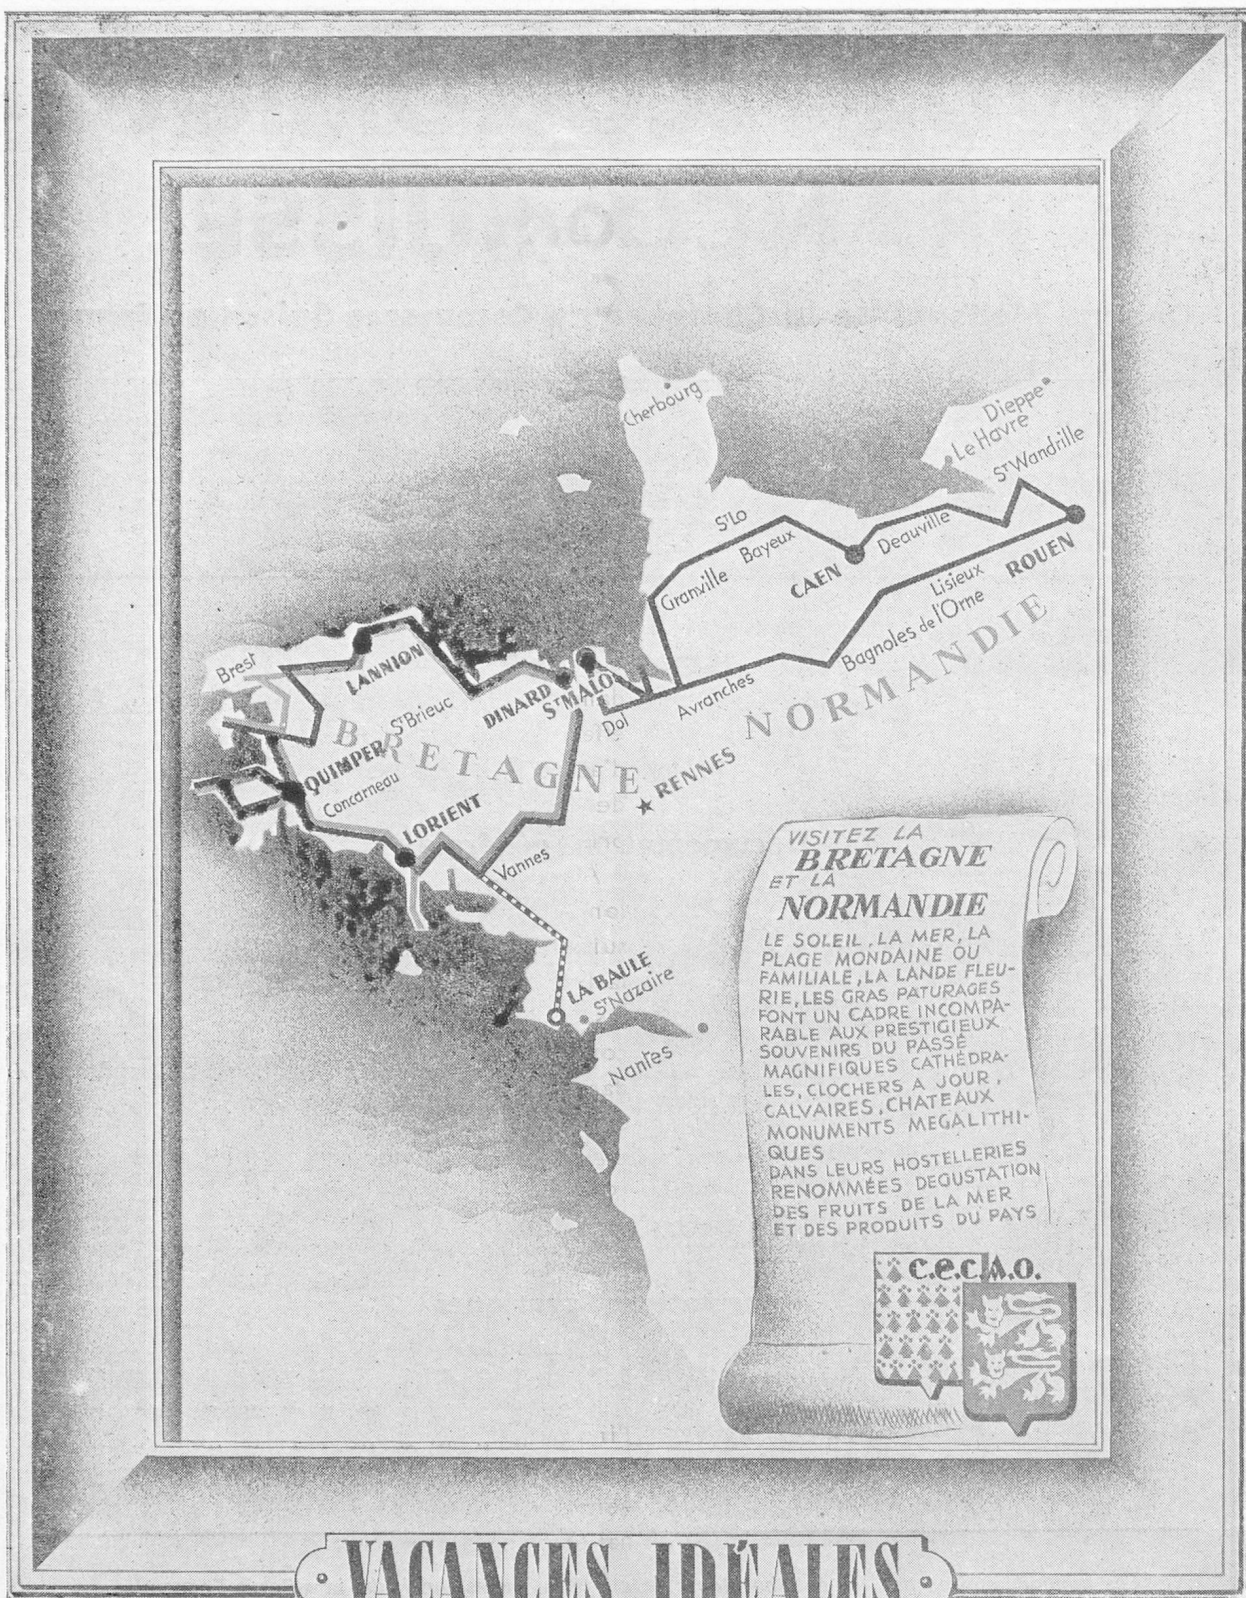 Cherbourg
Dieppe
Le Havre
St Wandrille
St Lo
Bayeux
Deauville
Granville
CAEN
Lisieux
ROUEN
Bagnoles de l'Orne
Brest
LANNION
St Brieuc
DINARD
St MALO
Dol
Avranches
NORMANDIE
BRETAGNE
QUIMPER
Concarneau
RENNES
LORIENT
Vannes
LA BAULE
St Nazaire
Nantes
VISITEZ LA
BRETAGNE
ET LA
NORMANDIE
LE SOLEIL, LA MER, LA
PLAGE MONDAINE OU
FAMILIALE, LA LANDE FLEU-
RIE, LES GRAS PATURAGES
FONT UN CADRE INCOMPA-
RABLE AUX PRESTIGIEUX
SOUVENIRS DU PASSÉ
MAGNIFIQUES CATHÉDRA-
LES, CLOCHERS A JOUR,
CALVAIRES, CHATEAUX
MONUMENTS MEGALITHI-
QUES
DANS LEURS HOSTELLERIES
RENOMMÉES DEGUSTATION
DES FRUITS DE LA MER
ET DES PRODUITS DU PAYS
C.e.C.A.O.
VACANCES IDÉALES